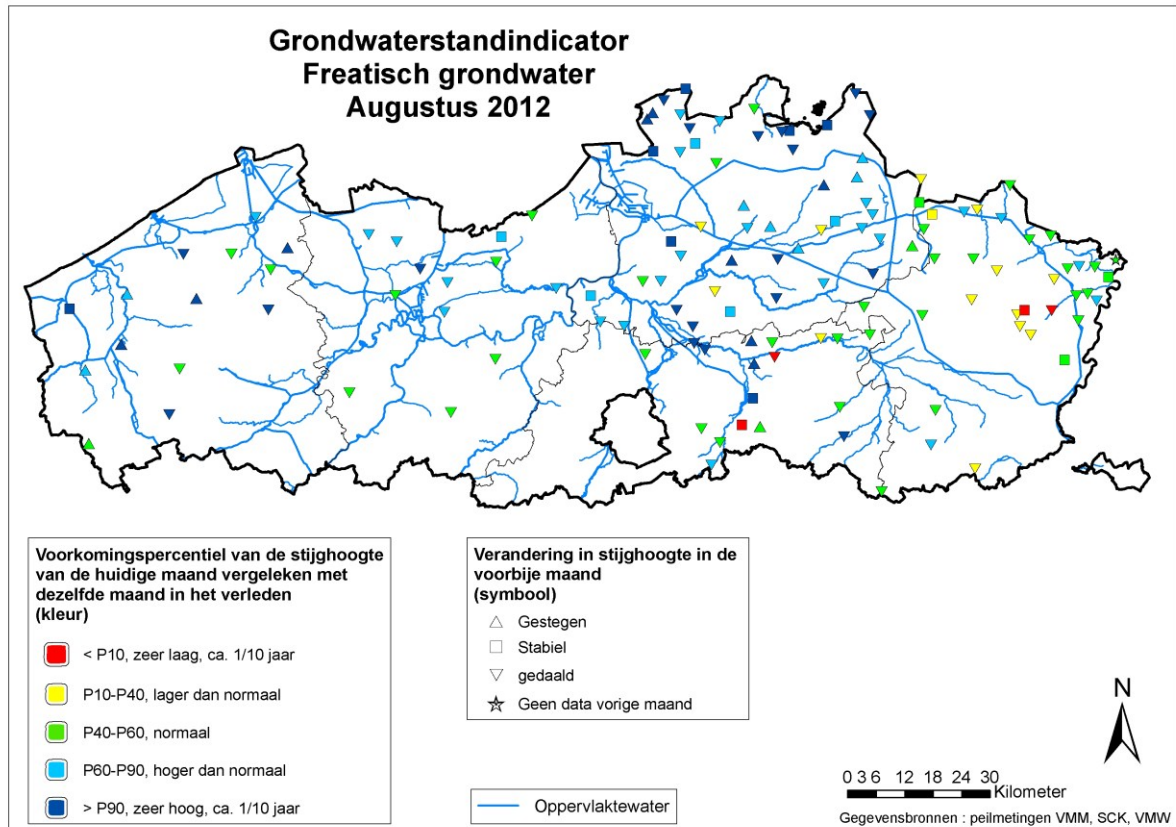 Grondwaterstandindicator
Freatisch grondwater
Augustus 2012
Voorkomingspercentiel van de stijghoogte
van de huidige maand vergeleken met
dezelfde maand in het verleden
(kleur)
< P10, zeer laag, ca. 1/10 jaar
P10-P40, lager dan normaal
P40-P60, normaal
P60-P90, hoger dan normaal
> P90, zeer hoog, ca. 1/10 jaar
Verandering in stijghoogte in de
voorbije maand
(symbool)
Gestegen
Stabiel
gedaald
Geen data vorige maand
Oppervlaktewater
N
0 3 6 12 18 24 30
Kilometer
Gegevensbronnen : peilmetingen VMM, SCK, VMW